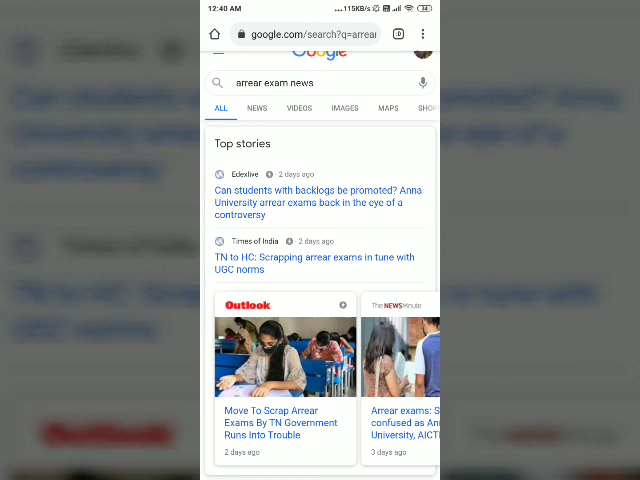 12:40 AM
...115KB/s
34
google.com/search?q=arrear
:D
Google
arrear exam news
ALL
NEWS
VIDEOS
IMAGES
MAPS
SHOP
Top stories
Edexlive
2 days ago
Can students with backlogs be promoted? Anna
University arrear exams back in the eye of a
controversy
Times of India
2 days ago
TN to HC: Scrapping arrear exams in tune with
UGC norms
Outlook
The NEWS Minute
Move To Scrap Arrear
Exams By TN Government
Runs Into Trouble
2 days ago
Arrear exams: S
confused as An
University, AICT
3 days ago